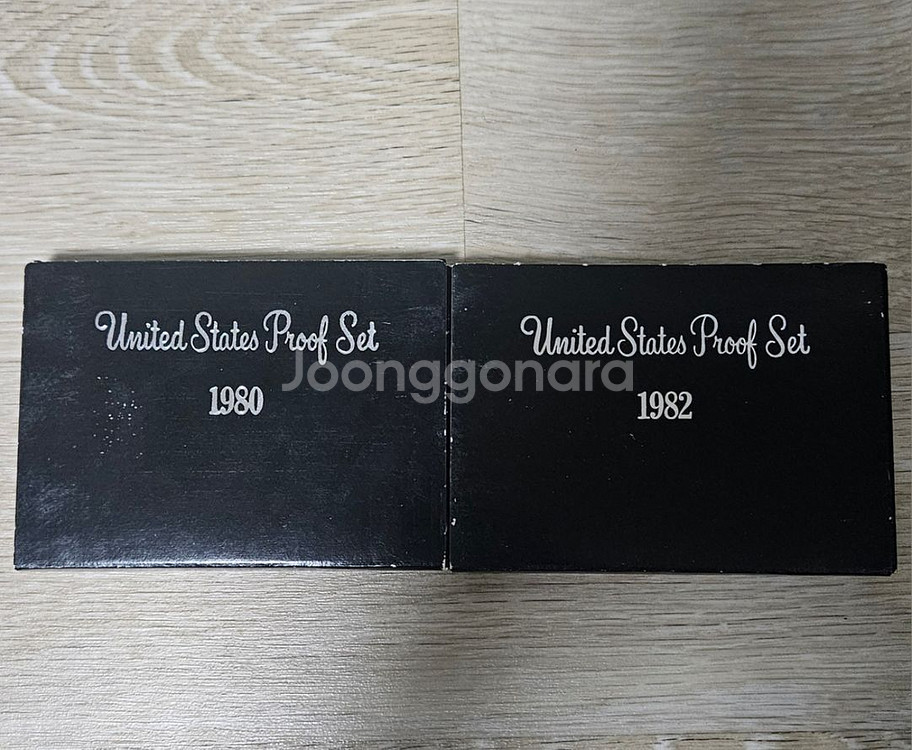 United States Proof Set
1980
United States Proof Set
1982
Joonggonara